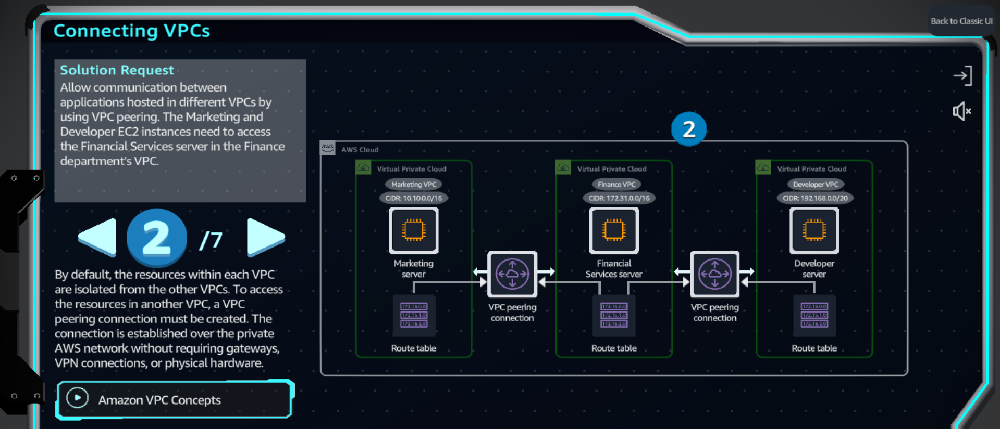 Back to Classic UI
Connecting VPCs
Solution Request
Allow communication between
applications hosted in different VPCs by
using VPC peering. The Marketing and
Developer EC2 instances need to access
the Financial Services server in the Finance
department's VPC.
2 /7
By default, the resources within each VPC
are isolated from the other VPCs. To access
the resources in another VPC, a VPC
peering connection must be created. The
connection is established over the private
AWS network without requiring gateways,
VPN connections, or physical hardware.
Amazon VPC Concepts
2
aws
AWS Cloud
Virtual Private Cloud
Marketing VPC
CIDR: 10.10.0.0/16
Marketing
server
172.16.0.0
172.16.1.0
172.16.2.0
Route table
VPC peering
connection
Virtual Private Cloud
Finance VPC
CIDR: 172.31.0.0/16
Financial
Services server
172.16.0.0
172.16.1.0
172.16.2.0
Route table
VPC peering
connection
Virtual Private Cloud
Developer VPC
CIDR: 192.168.0.0/20
Developer
server
172.16.0.0
172.16.1.0
172.16.2.0
Route table